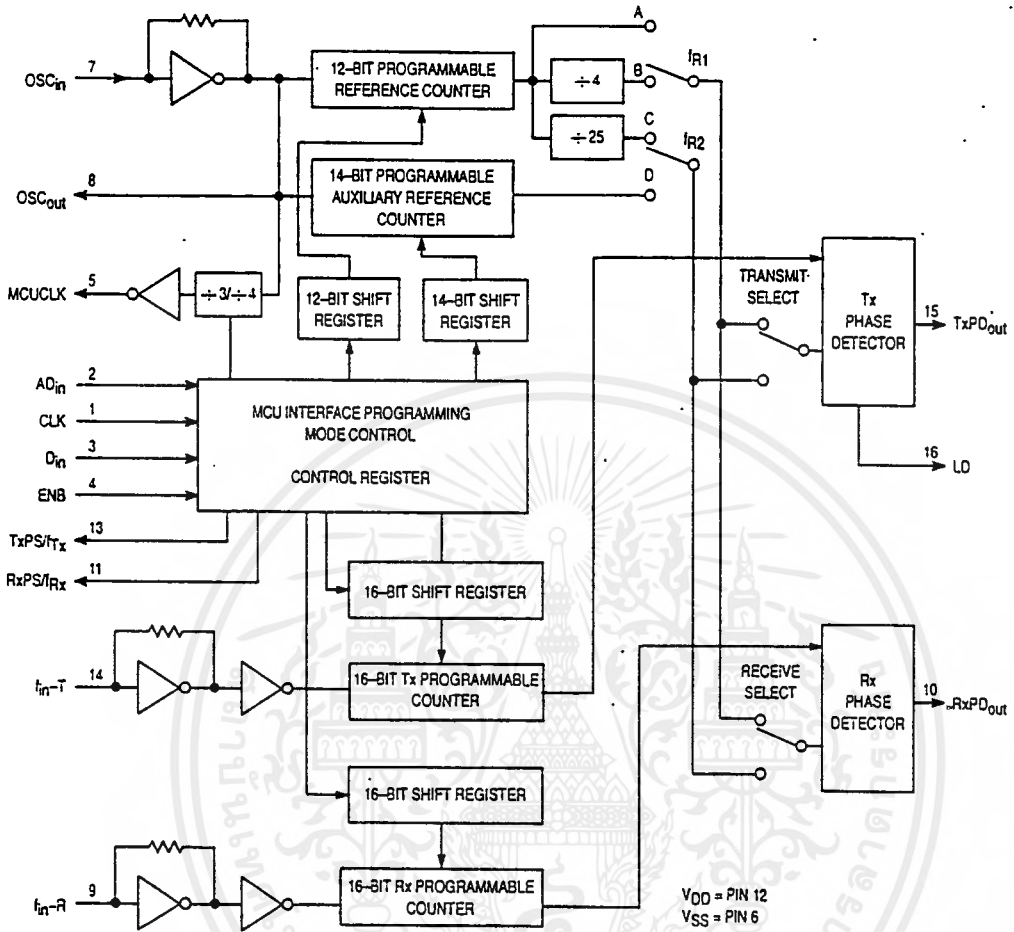 A
OSCin 7
12–BIT PROGRAMMABLE
REFERENCE COUNTER
÷4
B
fR1
÷25
C
fR2
D
OSCout 8
14–BIT PROGRAMMABLE
AUXILIARY REFERENCE
COUNTER
MCUCLK 5
÷3/÷4
12–BIT SHIFT
REGISTER
14–BIT SHIFT
REGISTER
TRANSMIT
SELECT
Tx
PHASE
DETECTOR
15 TxPDout
16 LD
ADin 2
CLK 1
Din 3
ENB 4
MCU INTERFACE PROGRAMMING
MODE CONTROL
CONTROL REGISTER
TxPS/fTx 13
RxPS/fRx 11
16–BIT SHIFT REGISTER
fin–T 14
16–BIT Tx PROGRAMMABLE
COUNTER
RECEIVE
SELECT
Rx
PHASE
DETECTOR
10 RxPDout
16–BIT SHIFT REGISTER
fin–R 9
16–BIT Rx PROGRAMMABLE
COUNTER
VDD = PIN 12
VSS = PIN 6